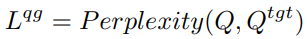 L^{qg} = Perplexity(Q, Q^{tgt})